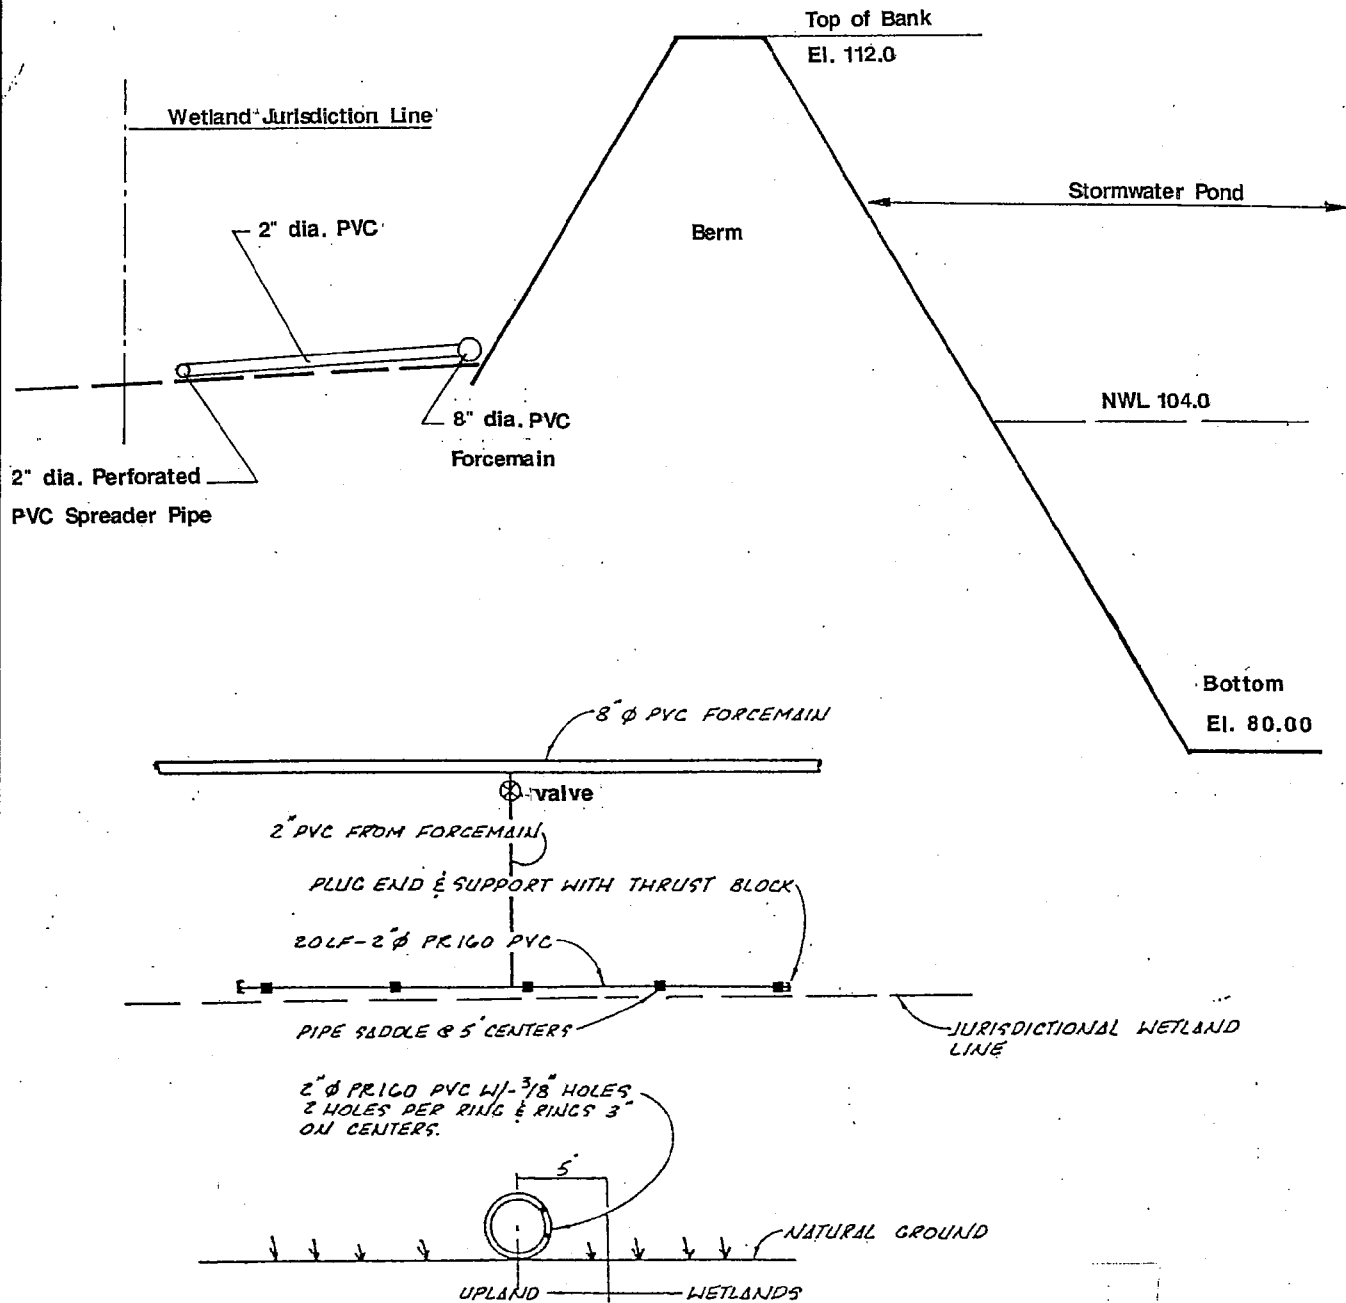 Top of Bank
El. 112.0
Wetland Jurisdiction Line
Stormwater Pond
2" dia. PVC
Berm
NWL 104.0
8" dia. PVC
Forcemain
2" dia. Perforated
PVC Spreader Pipe
Bottom
El. 80.00
8"ϕ PVC FORCEMAIN
valve
2" PVC FROM FORCEMAIN
PLUG END & SUPPORT WITH THRUST BLOCK
20LF-2"ϕ PR160 PVC
PIPE SADDLE @ 5' CENTERS
JURISDICTIONAL WETLAND
LINE
2"ϕ PR160 PVC W/-3/8" HOLES
2 HOLES PER RING & RINGS 3"
ON CENTERS.
5'
NATURAL GROUND
UPLAND
WETLANDS